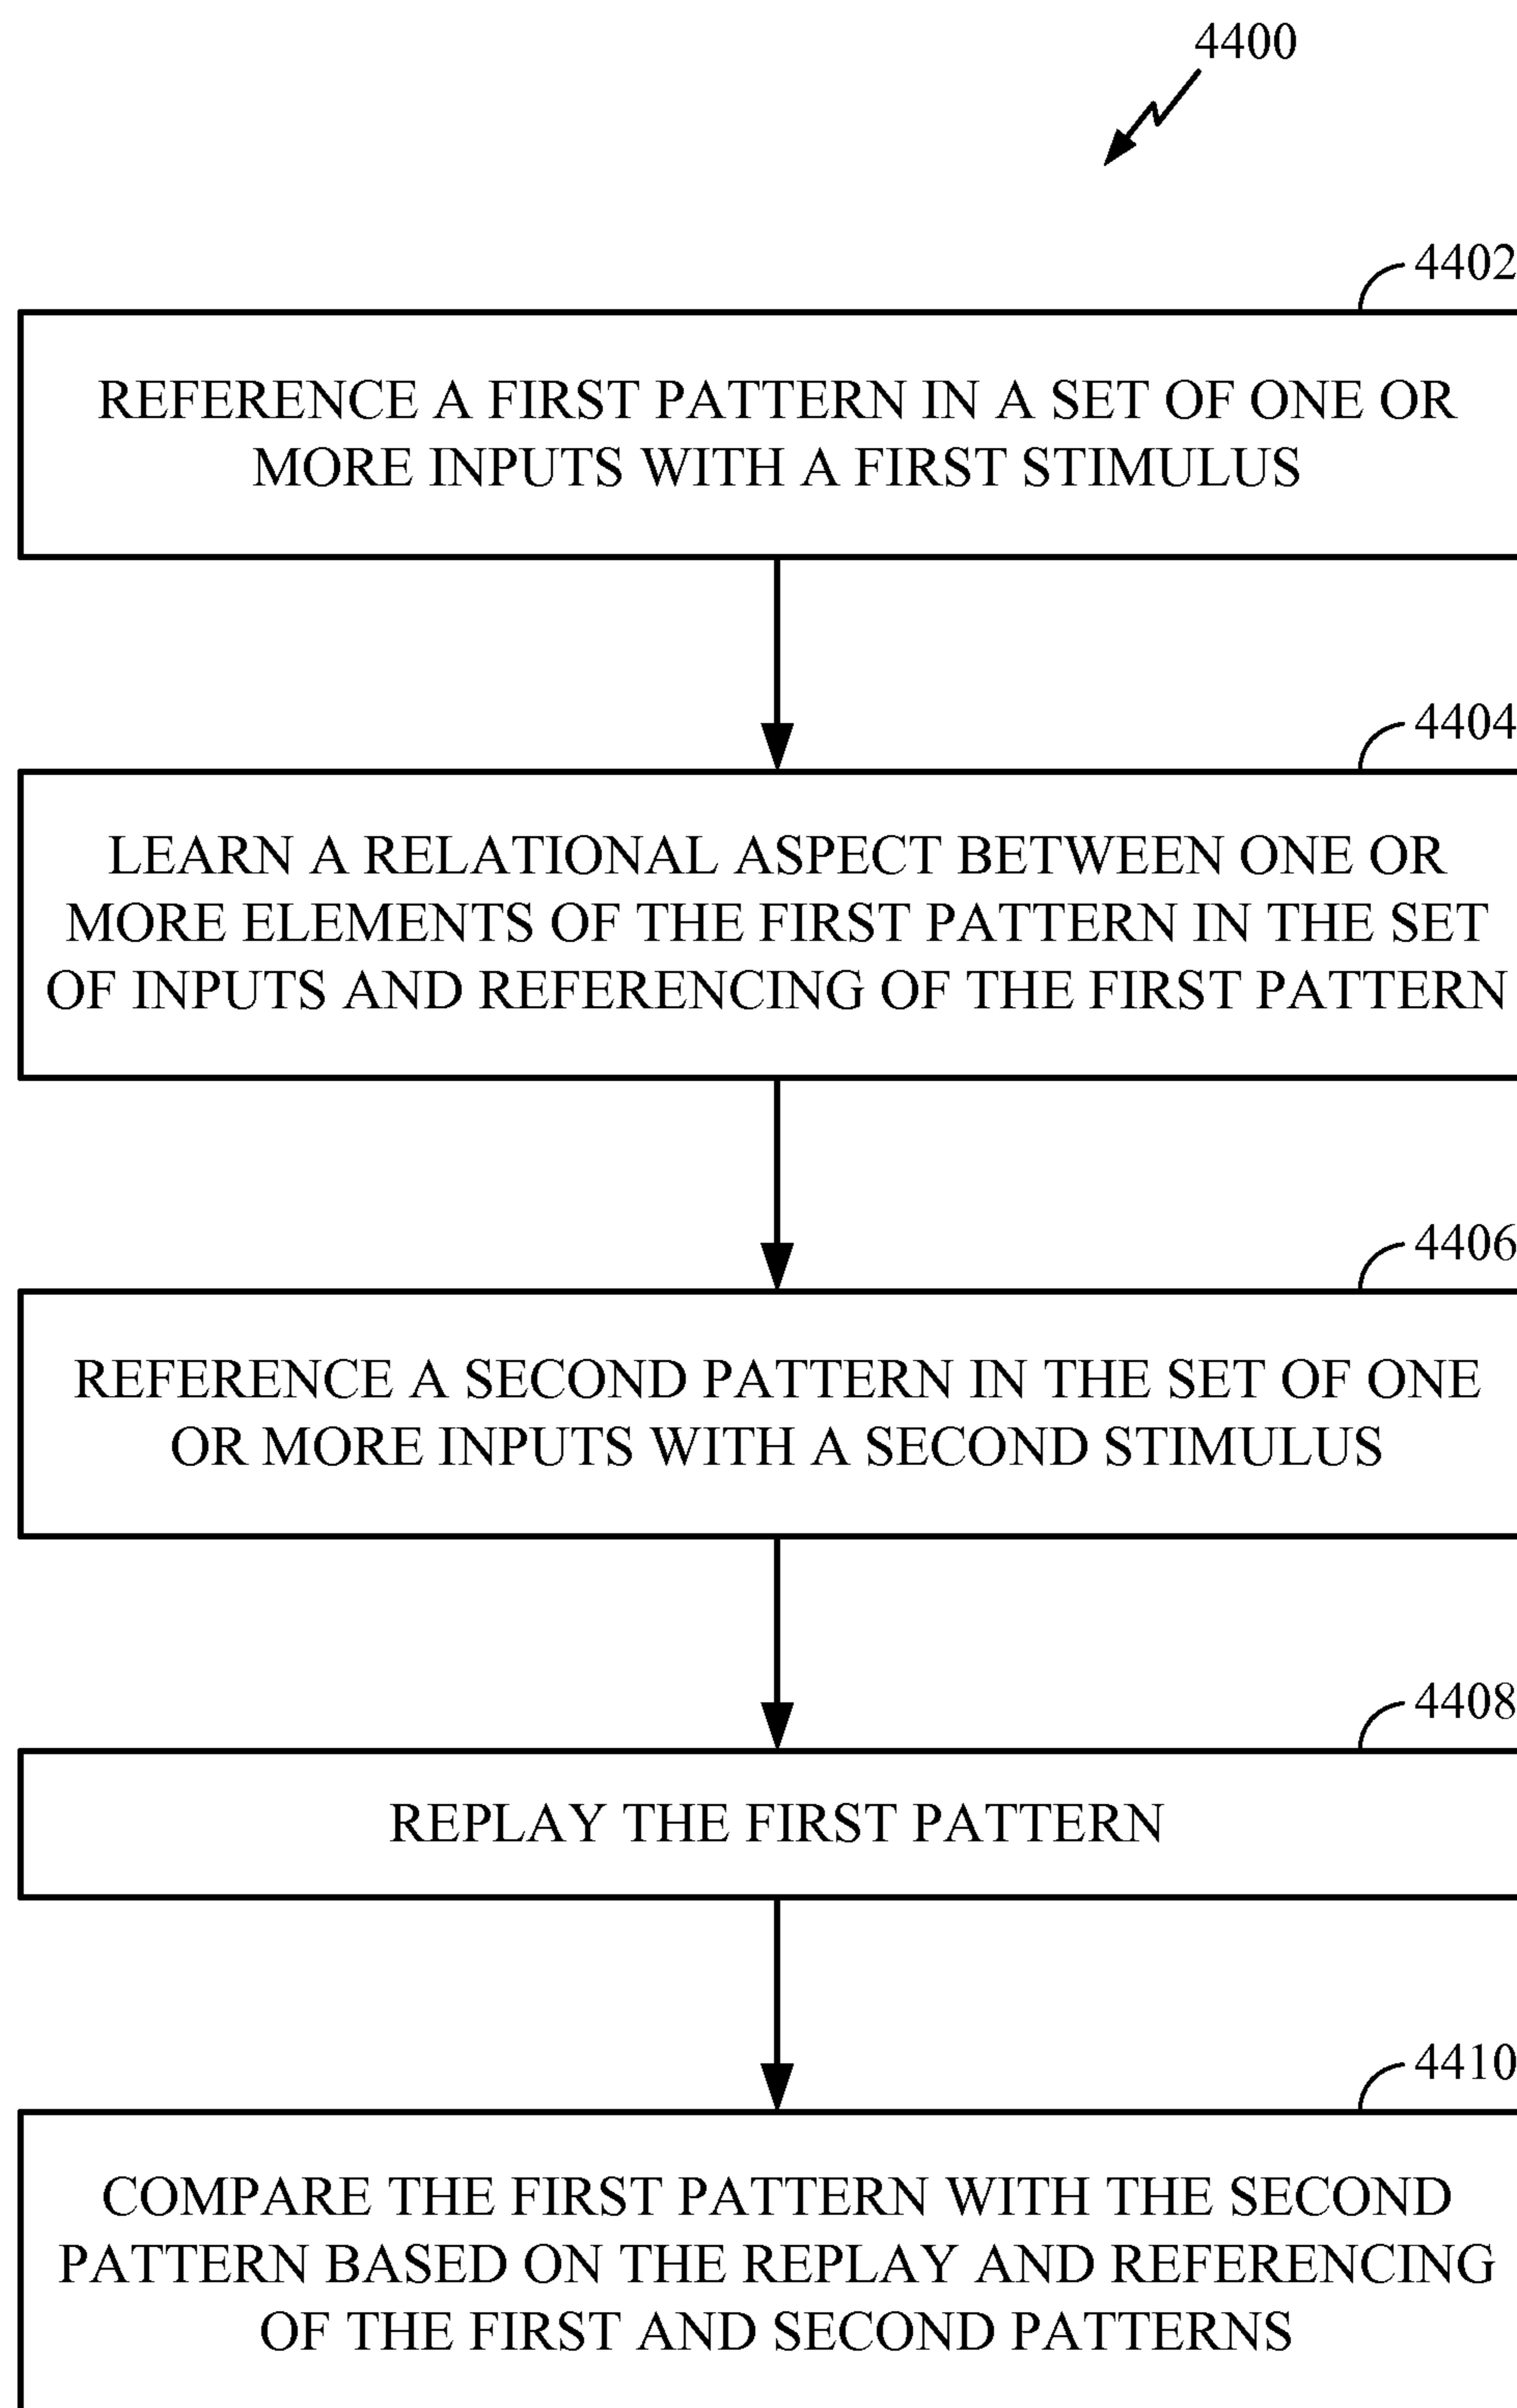 4400
4402
REFERENCE A FIRST PATTERN IN A SET OF ONE OR
MORE INPUTS WITH A FIRST STIMULUS
4404
LEARN A RELATIONAL ASPECT BETWEEN ONE OR
MORE ELEMENTS OF THE FIRST PATTERN IN THE SET
OF INPUTS AND REFERENCING OF THE FIRST PATTERN
4406
REFERENCE A SECOND PATTERN IN THE SET OF ONE
OR MORE INPUTS WITH A SECOND STIMULUS
4408
REPLAY THE FIRST PATTERN
4410
COMPARE THE FIRST PATTERN WITH THE SECOND
PATTERN BASED ON THE REPLAY AND REFERENCING
OF THE FIRST AND SECOND PATTERNS